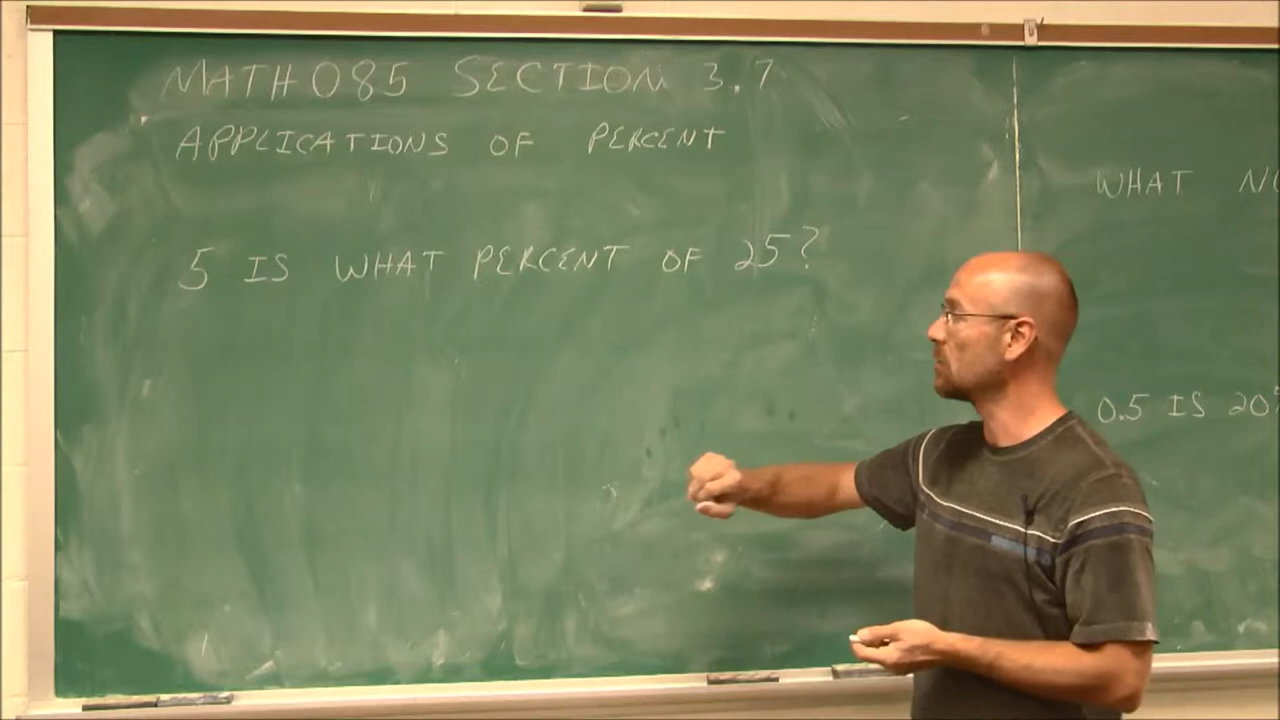 MATH 085 SECTION 3.7
APPLICATIONS OF PERCENT
5 IS WHAT PERCENT OF 25?
WHAT
0.5 IS 20